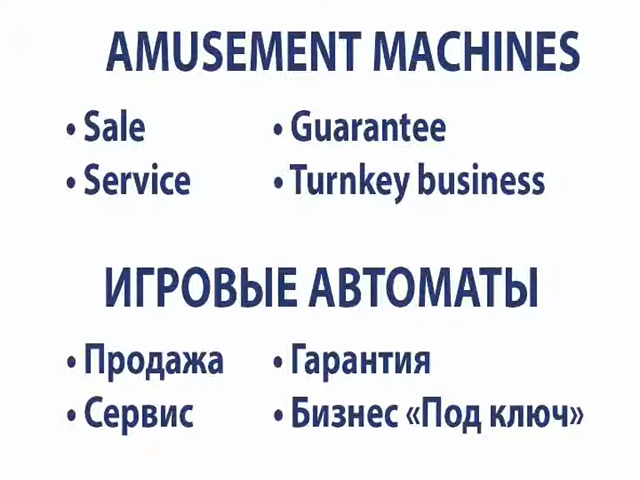 AMUSEMENT MACHINES
• Sale • Guarantee
• Service • Turnkey business
ИГРОВЫЕ АВТОМАТЫ
• Продажа • Гарантия
• Сервис • Бизнес «Под ключ»